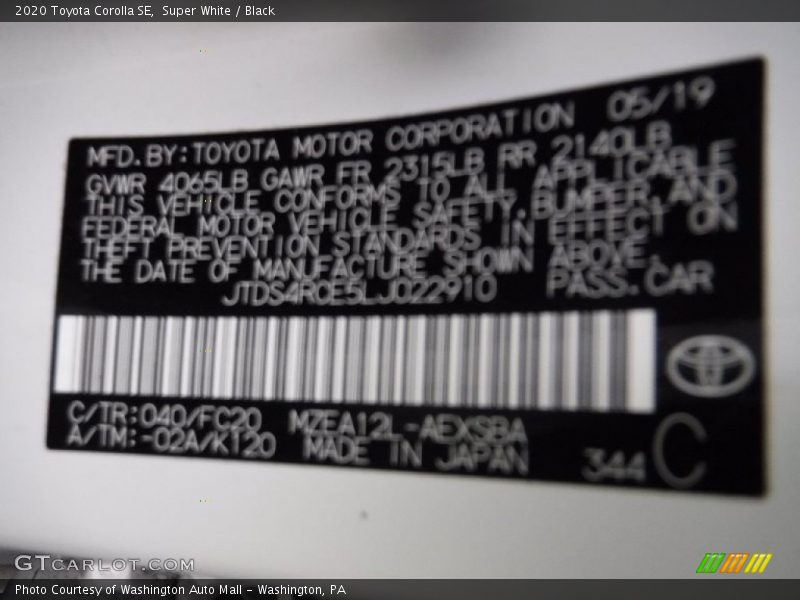 2020 Toyota Corolla SE, Super White / Black
MFD.BY:TOYOTA MOTOR CORPORATION 05/19
GVWR 4065LB GAWR FR 2315LB RR 2140LB
THIS VEHICLE CONFORMS TO ALL APPLICABLE
FEDERAL MOTOR VEHICLE SAFETY,BUMPER AND
THEFT PREVENTION STANDARDS IN EFFECT ON
THE DATE OF MANUFACTURE SHOWN ABOVE.
JTDS4RCE5LJ022910 PASS.CAR
C/TR:040/FC20 MZEA12L-AEXSBA
A/TM:-02A/K120 MADE IN JAPAN
344 C
GTCARLOT.COM
Photo Courtesy of Washington Auto Mall - Washington, PA